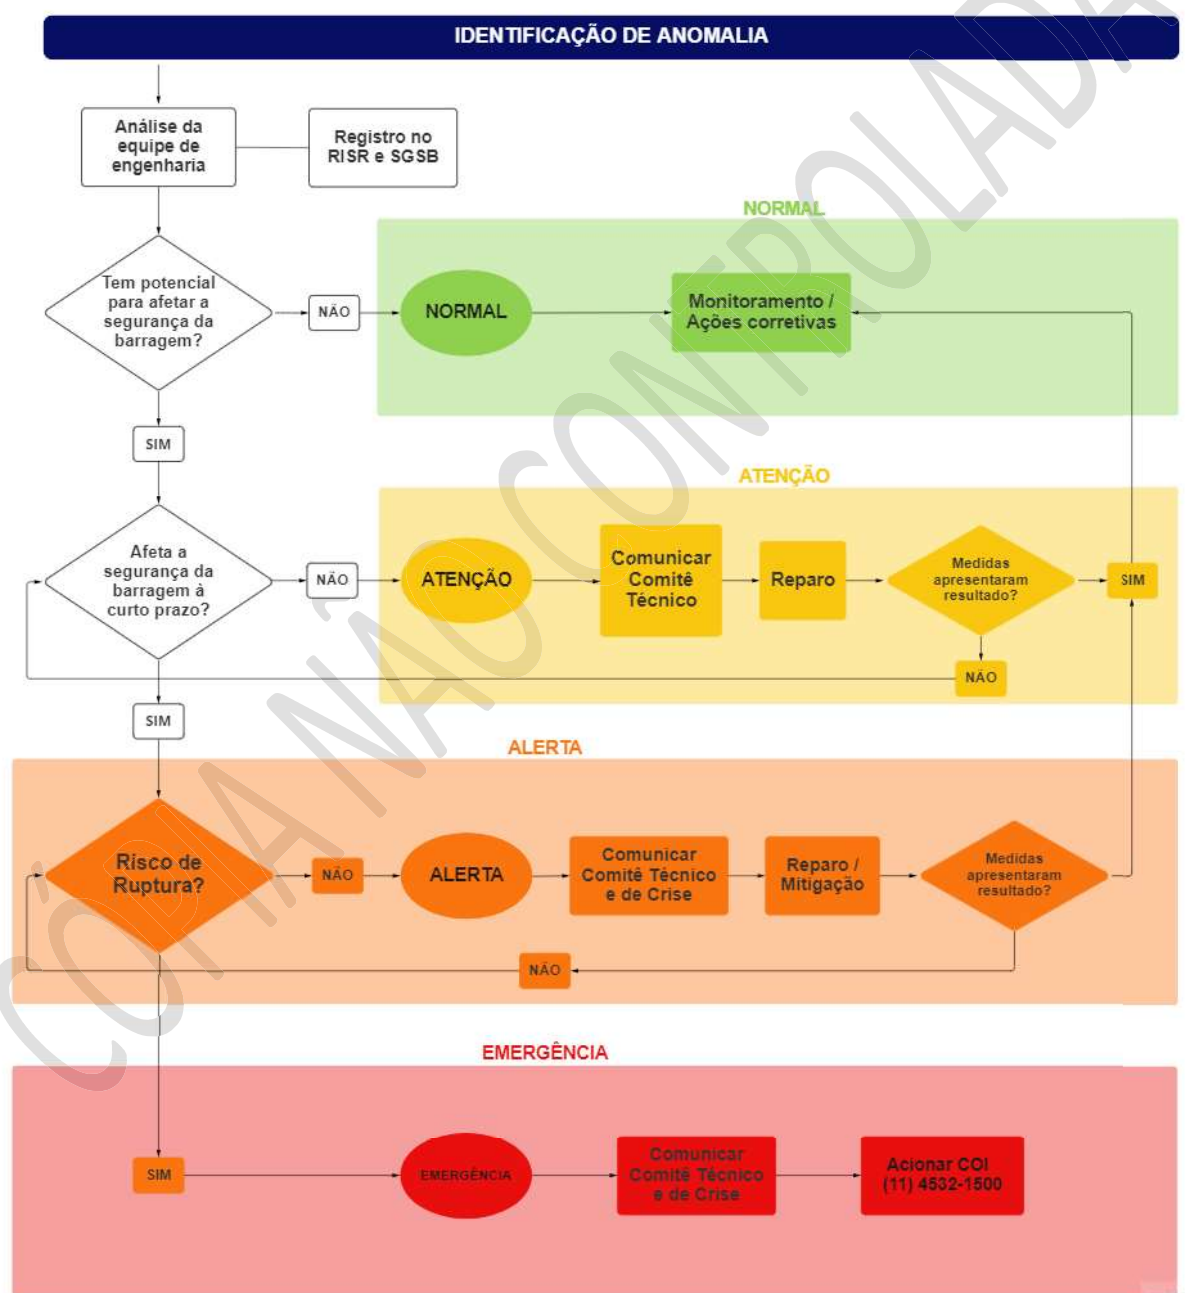 IDENTIFICAÇÃO DE ANOMALIA
Análise da
equipe de
engenharia
Registro no
RISR e SGSB
NORMAL
Tem potencial
para afetar a
segurança da
barragem?
NÃO
NORMAL
Monitoramento /
Ações corretivas
SIM
ATENÇÃO
Afeta a
segurança da
barragem à
curto prazo?
NÃO
ATENÇÃO
Comunicar
Comitê
Técnico
Reparo
Medidas
apresentaram
resultado?
SIM
NÃO
SIM
ALERTA
Risco de
Ruptura?
NÃO
ALERTA
Comunicar
Comitê Técnico
e de Crise
Reparo /
Mitigação
Medidas
apresentaram
resultado?
NÃO
EMERGÊNCIA
SIM
EMERGÊNCIA
Comunicar
Comitê Técnico
e de Crise
Acionar COI
(11) 4532-1500
CÓPIA NÃO CONTROLADA